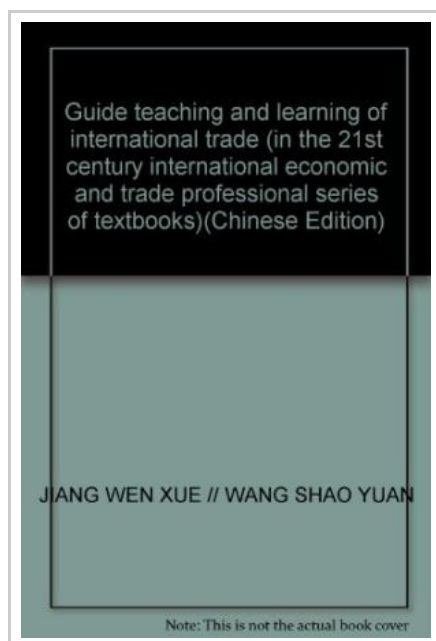 Guide teaching and learning of
international trade (in the 21st
century international economic
and trade professional series
of textbooks)(Chinese Edition)
JIANG WEN XUE // WANG SHAO YUAN
Note: This is not the actual book cover